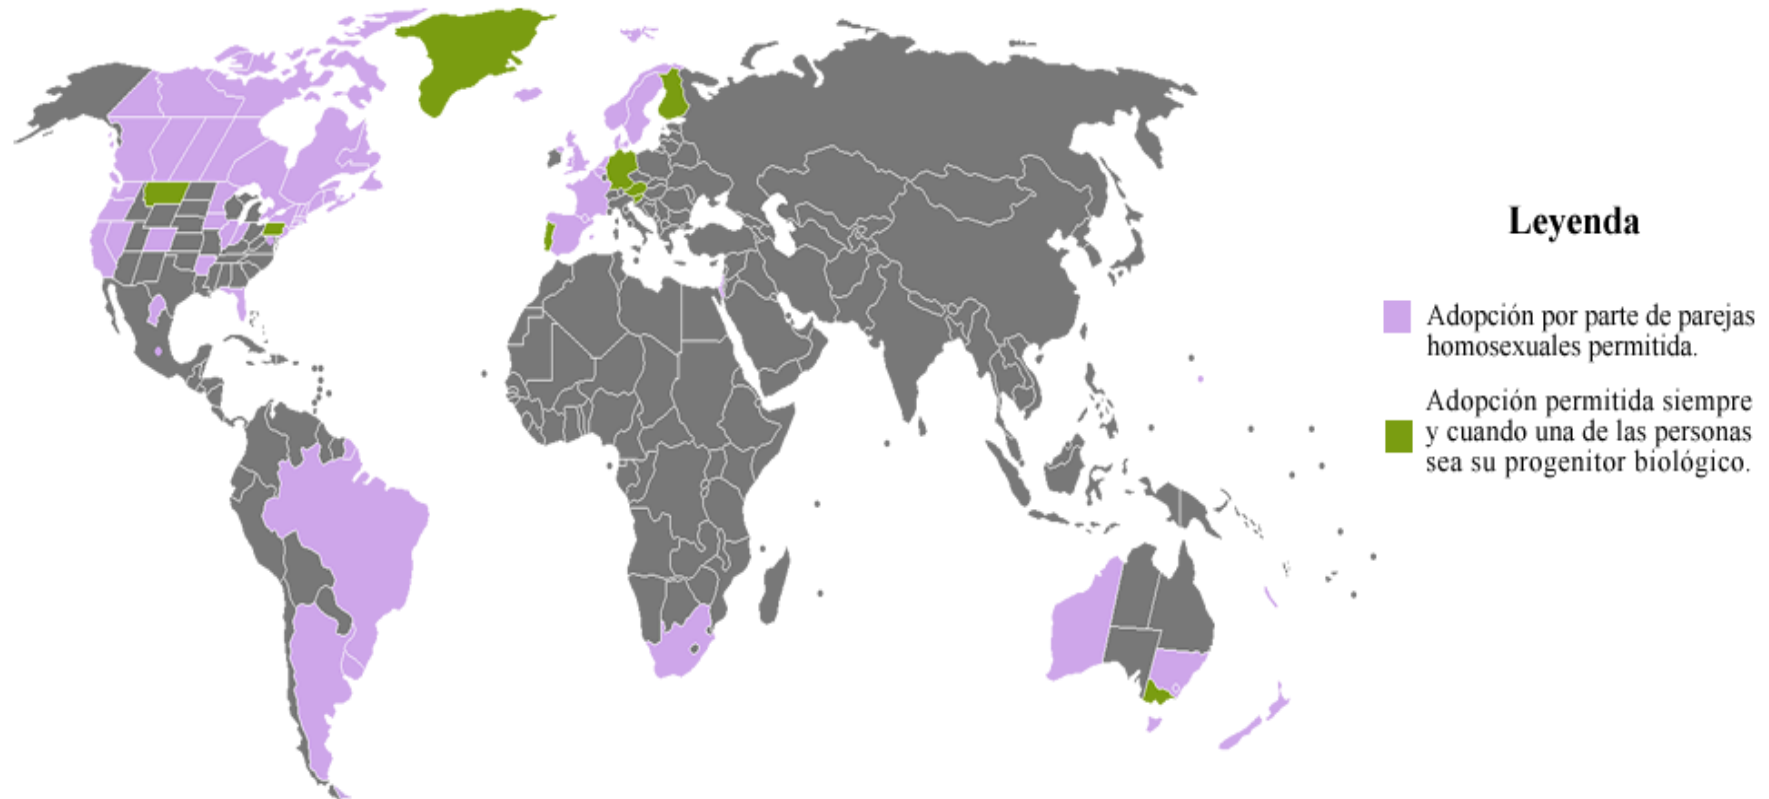 Leyenda
Adopción por parte de parejas
homosexuales permitida.
Adopción permitida siempre
y cuando una de las personas
sea su progenitor biológico.